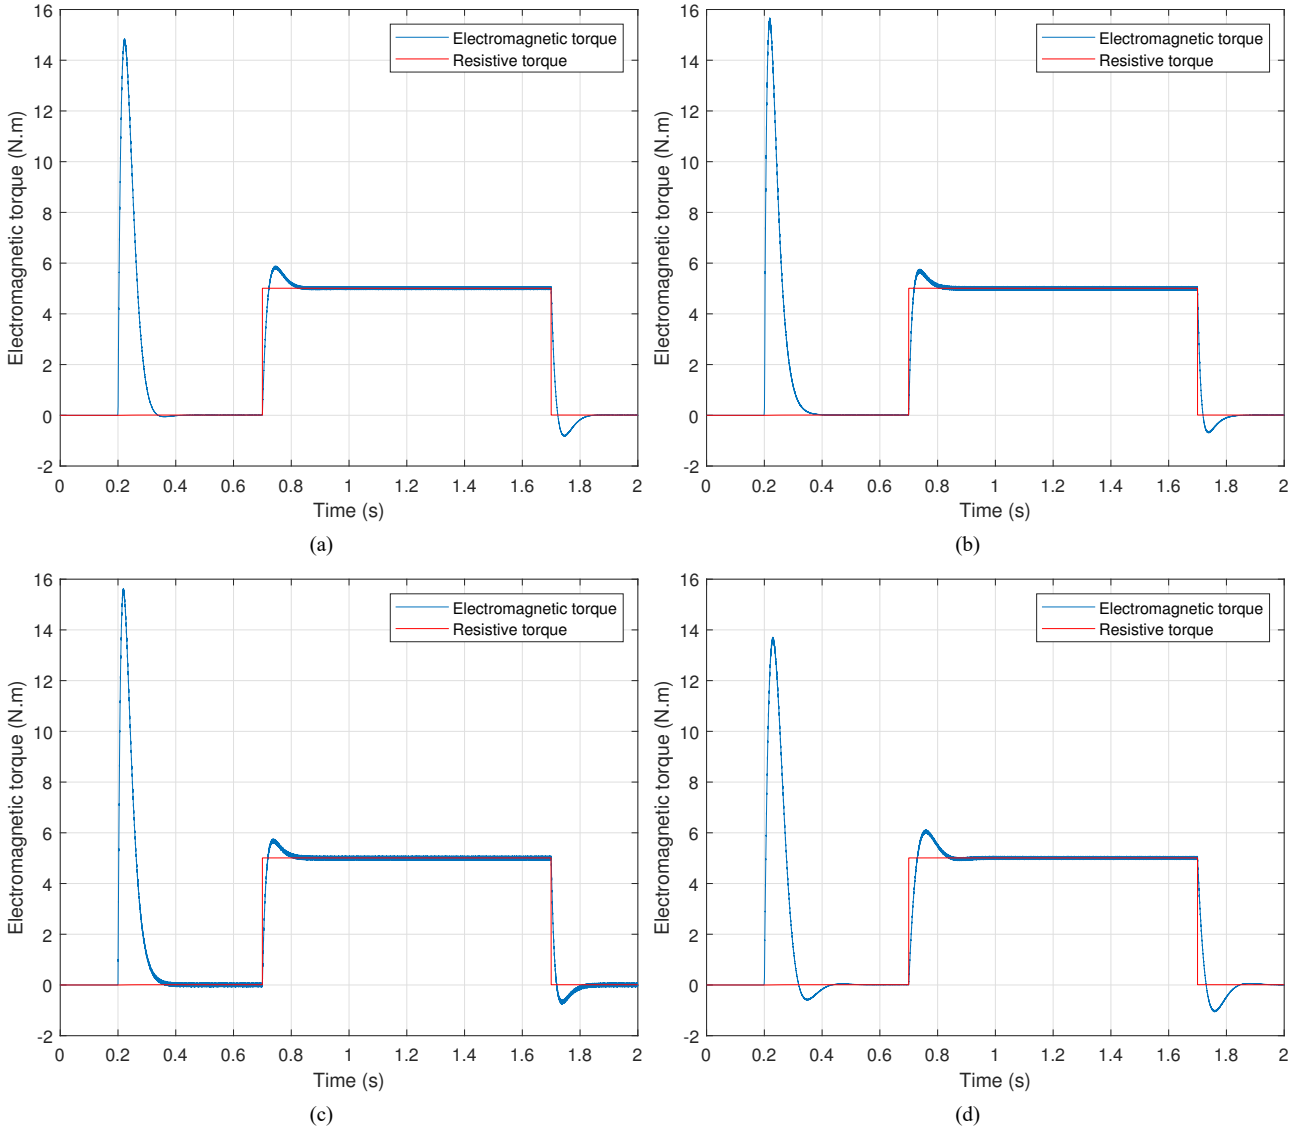 16
14
12
10
8
6
4
2
0
-2
Electromagnetic torque (N.m)
Electromagnetic torque
Resistive torque
0 0.2 0.4 0.6 0.8 1 1.2 1.4 1.6 1.8 2
Time (s)
(a)
16
14
12
10
8
6
4
2
0
-2
Electromagnetic torque (N.m)
Electromagnetic torque
Resistive torque
0 0.2 0.4 0.6 0.8 1 1.2 1.4 1.6 1.8 2
Time (s)
(b)
16
14
12
10
8
6
4
2
0
-2
Electromagnetic torque (N.m)
Electromagnetic torque
Resistive torque
0 0.2 0.4 0.6 0.8 1 1.2 1.4 1.6 1.8 2
Time (s)
(c)
16
14
12
10
8
6
4
2
0
-2
Electromagnetic torque (N.m)
Electromagnetic torque
Resistive torque
0 0.2 0.4 0.6 0.8 1 1.2 1.4 1.6 1.8 2
Time (s)
(d)